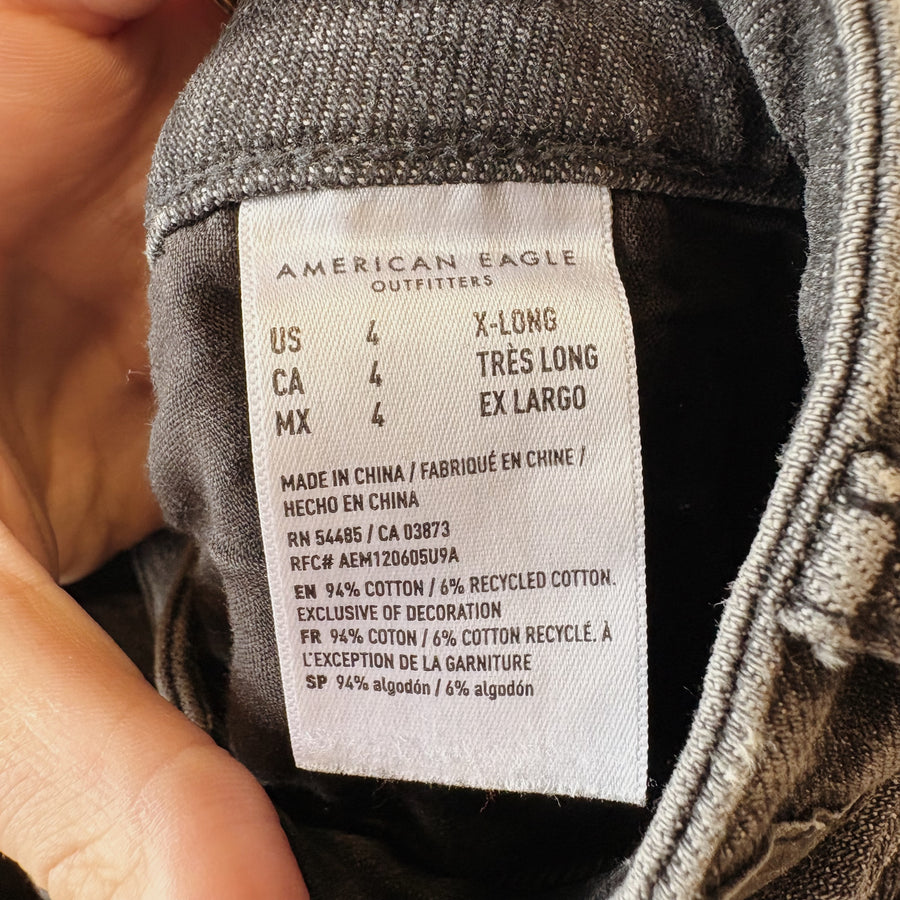 AMERICAN EAGLE
OUTFITTERS
US 4 X-LONG
CA 4 TRÈS LONG
MX 4 EX LARGO
MADE IN CHINA / FABRIQUÉ EN CHINE /
HECHO EN CHINA
RN 54485 / CA 03873
RFC# AEM120605U9A
EN 94% COTTON / 6% RECYCLED COTTON.
EXCLUSIVE OF DECORATION
FR 94% COTON / 6% COTTON RECYCLÉ. À
L'EXCEPTION DE LA GARNITURE
SP 94% algodón / 6% algodón